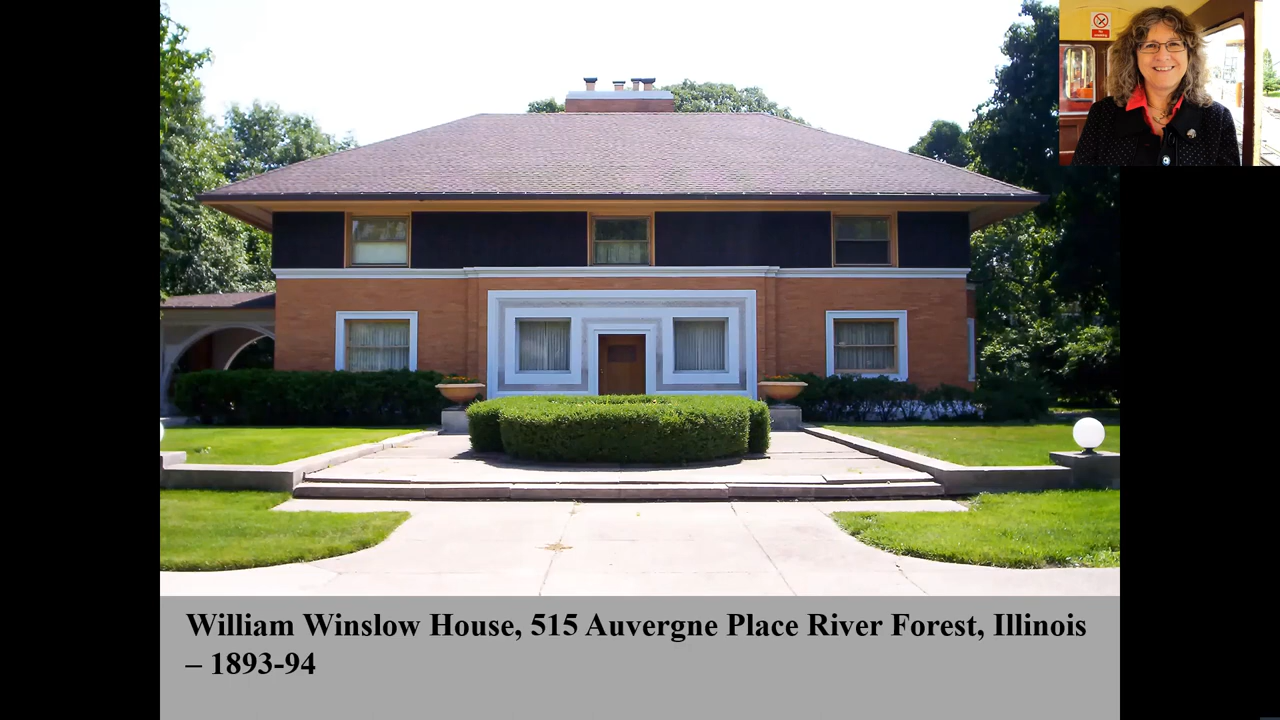 William Winslow House, 515 Auvergne Place River Forest, Illinois
– 1893-94